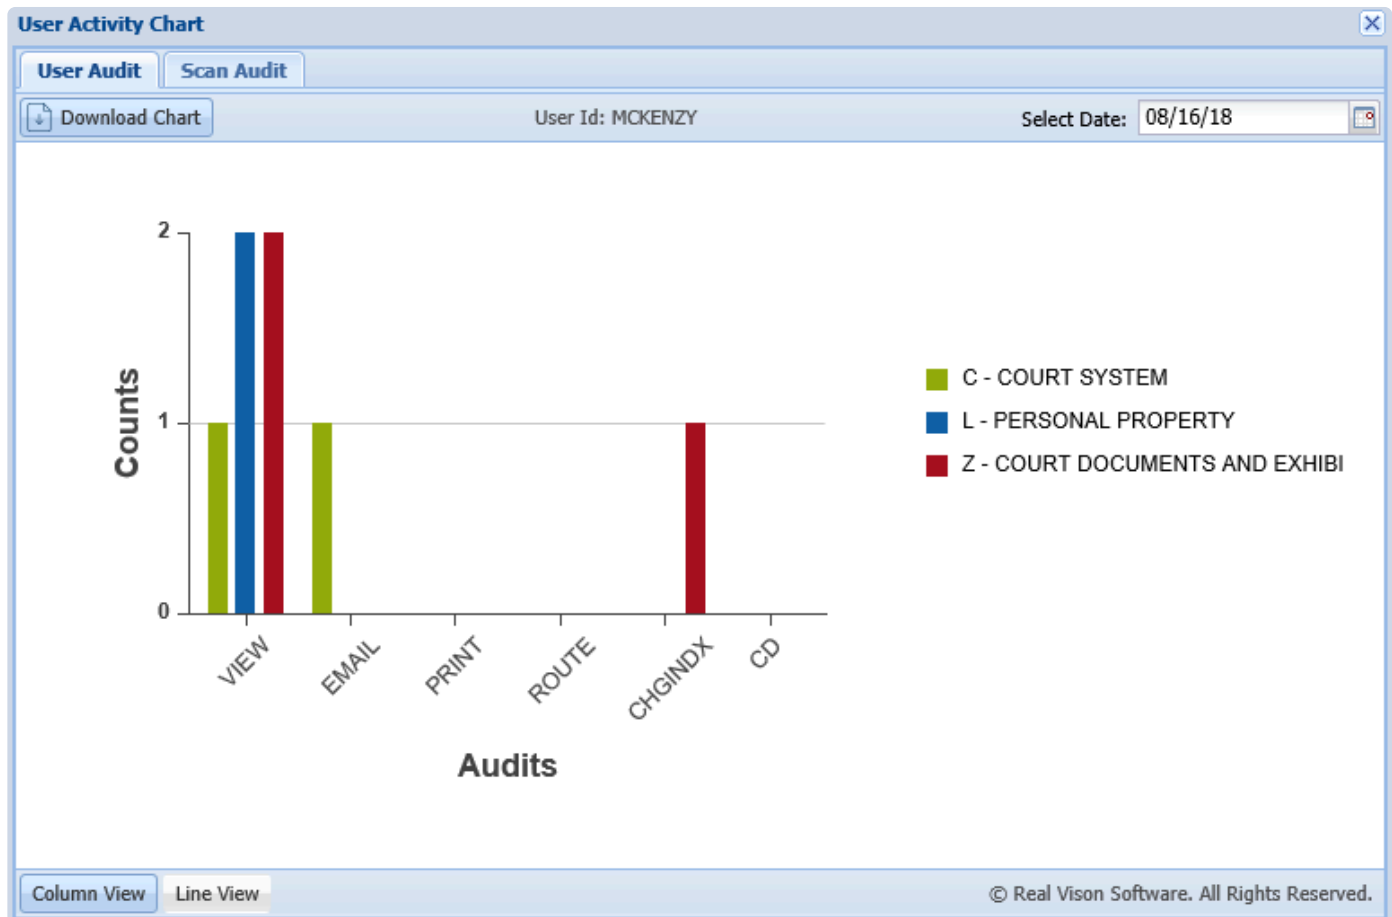 User Activity Chart
User Audit Scan Audit
Download Chart User Id: MCKENZY Select Date: 08/16/18
2
1
0
Counts
VIEW EMAIL PRINT ROUTE CHGINDX CD
Audits
C - COURT SYSTEM
L - PERSONAL PROPERTY
Z - COURT DOCUMENTS AND EXHIBI
Column View Line View © Real Vison Software. All Rights Reserved.